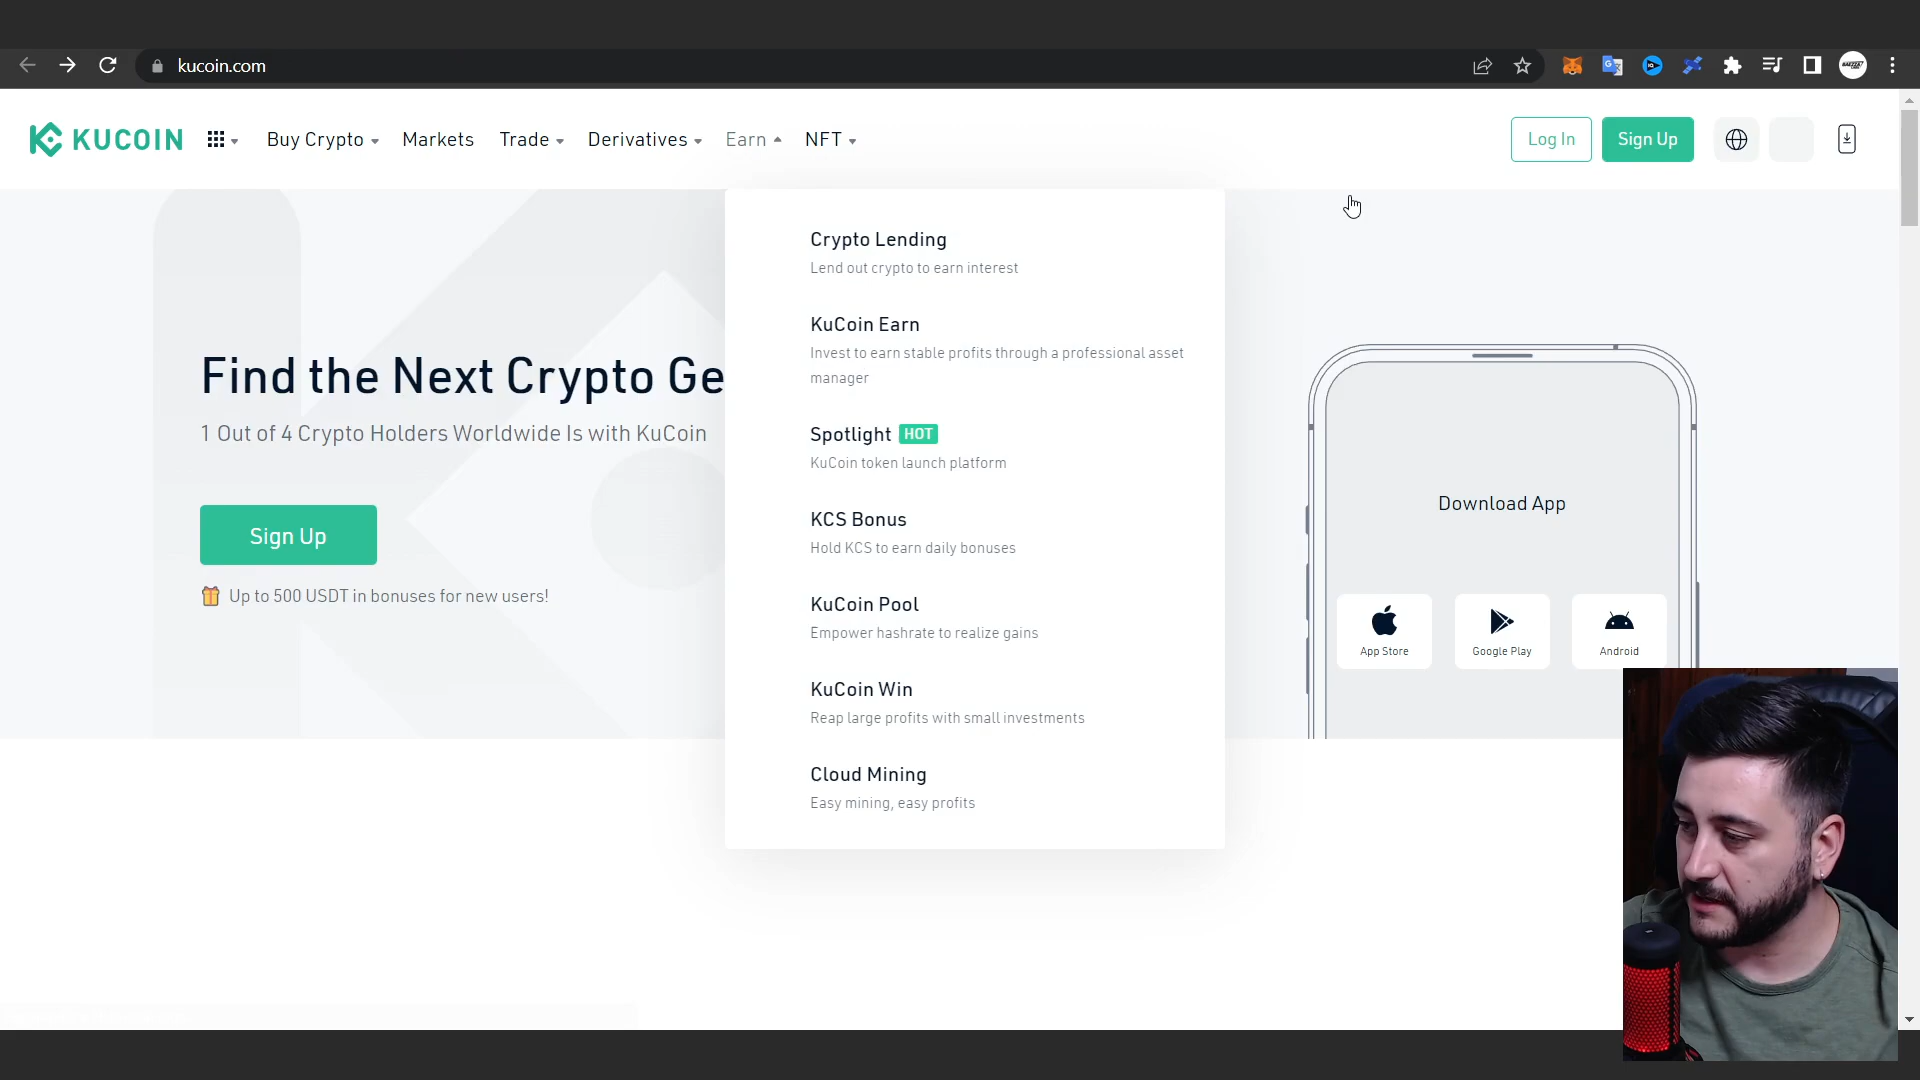 kucoin.com
KUCOIN
Buy Crypto
Markets
Trade
Derivatives
Earn
NFT
Log In
Sign Up
Find the Next Crypto Ge
1 Out of 4 Crypto Holders Worldwide Is with KuCoin
Sign Up
Up to 500 USDT in bonuses for new users!
Crypto Lending
Lend out crypto to earn interest
KuCoin Earn
Invest to earn stable profits through a professional asset
manager
Spotlight HOT
KuCoin token launch platform
KCS Bonus
Hold KCS to earn daily bonuses
KuCoin Pool
Empower hashrate to realize gains
KuCoin Win
Reap large profits with small investments
Cloud Mining
Easy mining, easy profits
Download App
App Store
Google Play
Android